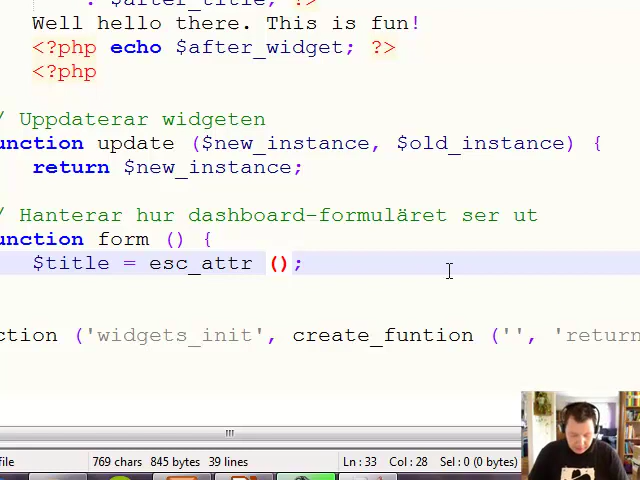 : $after_title; ?>
Well hello there. This is fun!
<?php echo $after_widget; ?>
<?php
/ Uppdaterar widgeten
unction update ($new_instance, $old_instance) {
return $new_instance;
/ Hanterar hur dashboard-formuläret ser ut
unction form () {
$title = esc_attr ();
ction ('widgets_init', create_funtion ('', 'return
file
769 chars 845 bytes 39 lines
Ln : 33 Col : 28 Sel : 0 (0 bytes)